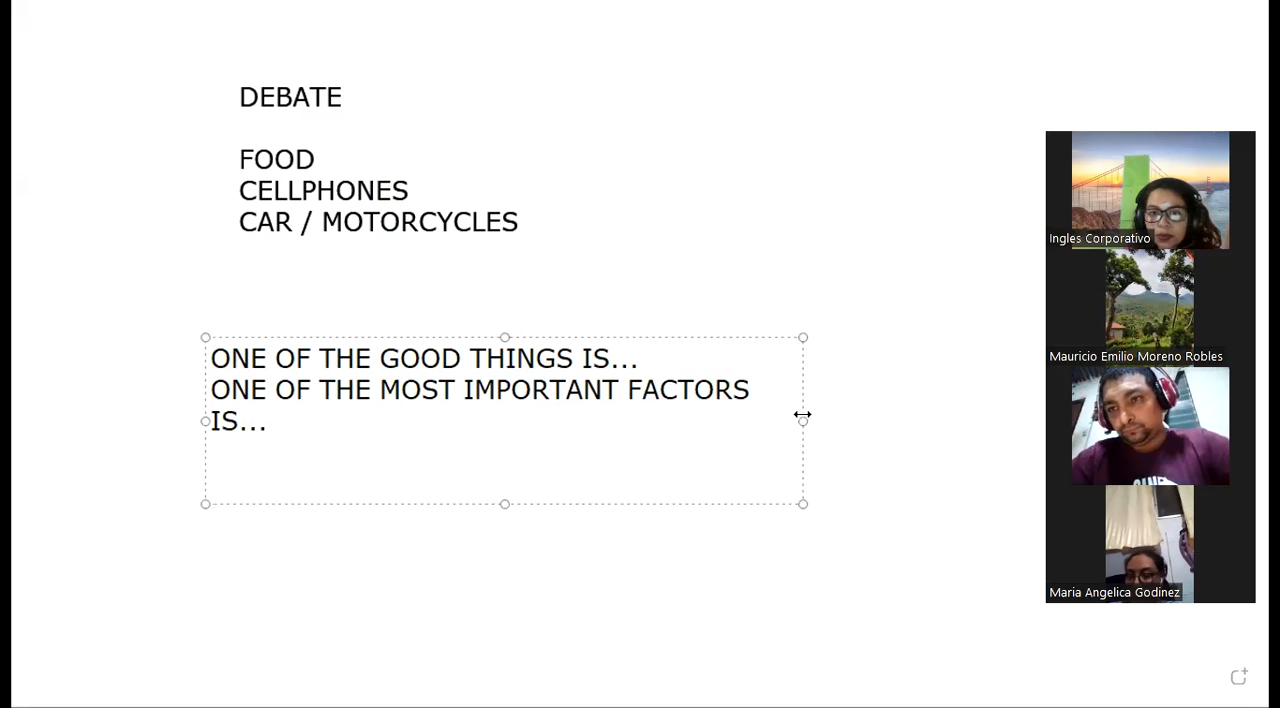 DEBATE
FOOD
CELLPHONES
CAR / MOTORCYCLES
ONE OF THE GOOD THINGS IS...
ONE OF THE MOST IMPORTANT FACTORS
IS...
Ingles Corporativo
Mauricio Emilio Moreno Robles
Maria Angelica Godinez